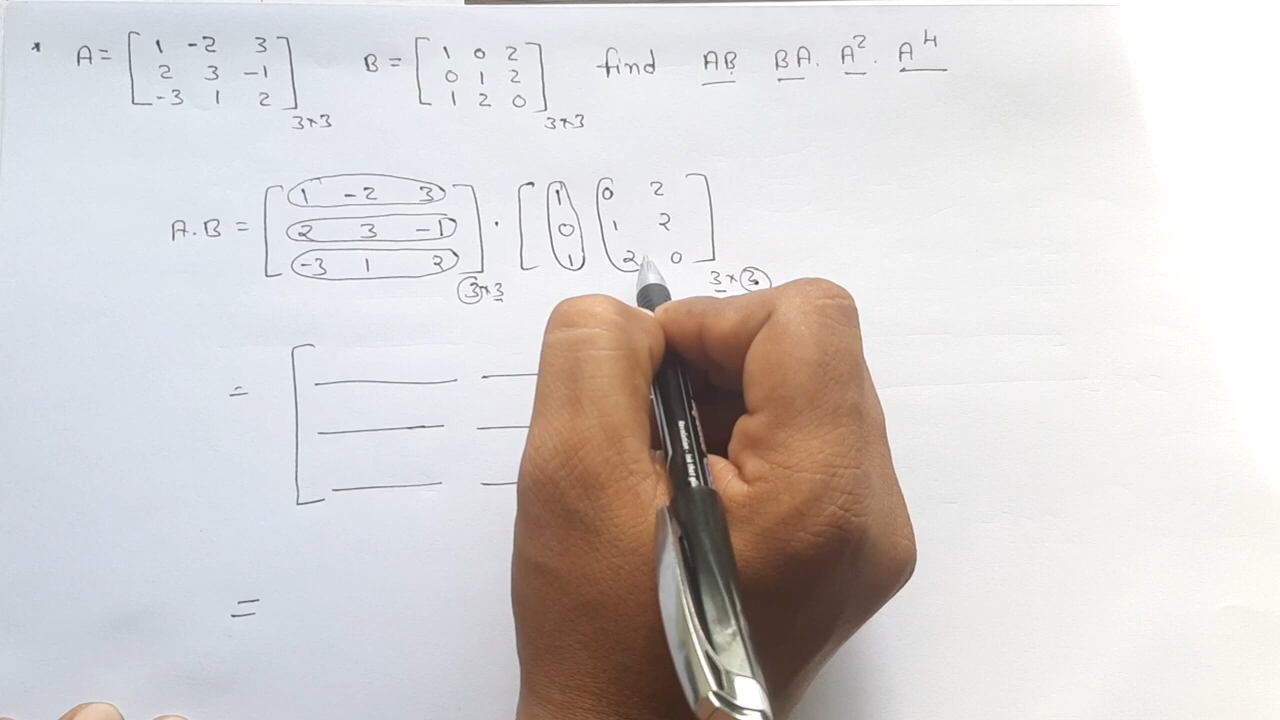 * A = [ 1 -2 3 B = [ 1 0 2 find AB BA. A². A⁴
2 3 -1 0 1 2
-3 1 2 ]3×3 1 2 0 ]3×3
A.B = [ 1 -2 3 ] . [ 1 0 2 ]
2 3 -1 0 1 2
-3 1 2 1 2 0
3×3 3×3
= [
=